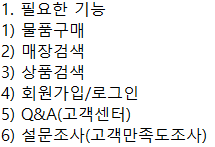 1. 필요한 기능
1) 물품구매
2) 매장검색
3) 상품검색
4) 회원가입/로그인
5) Q&A(고객센터)
6) 설문조사(고객만족도조사)